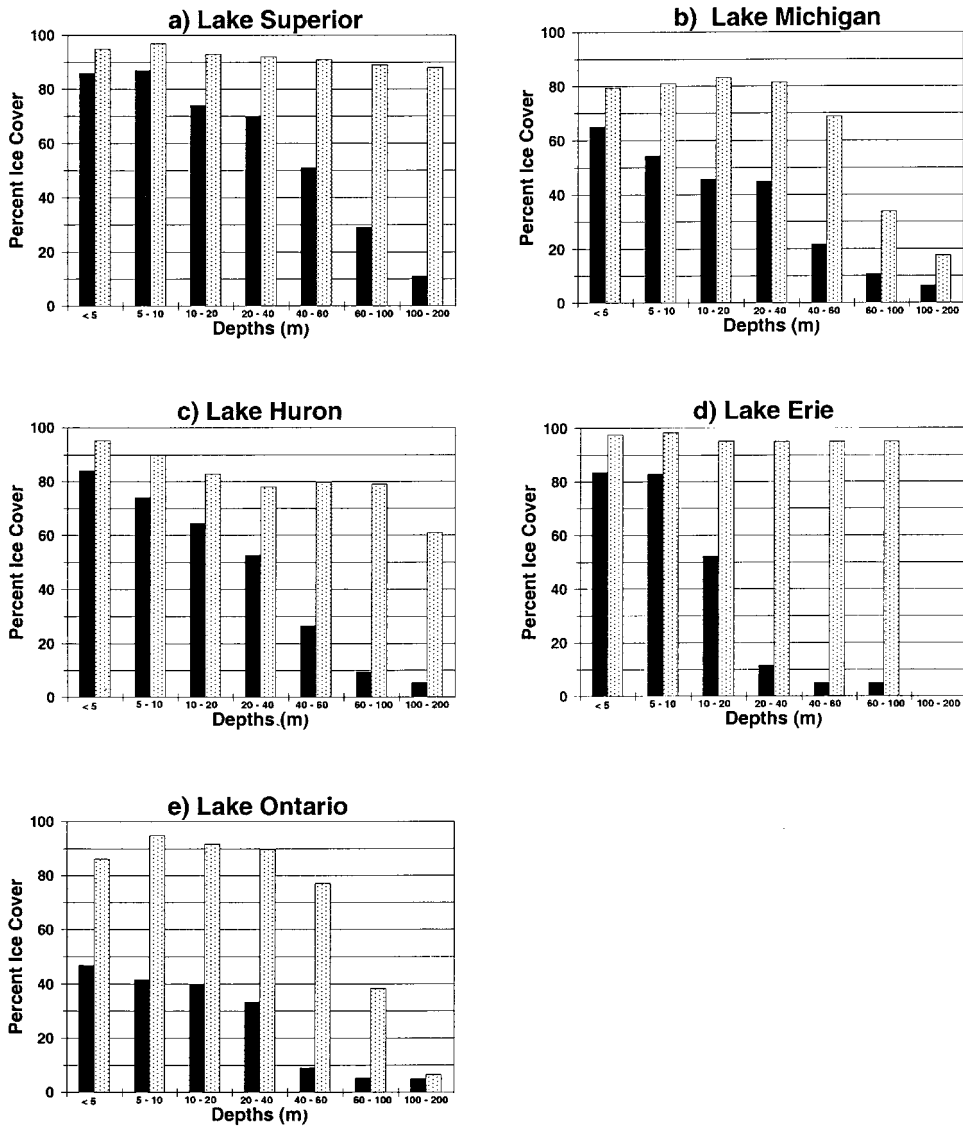 a) Lake Superior
Percent Ice Cover
100
80
60
40
20
0
< 5
5 - 10
10 - 20
20 - 40
40 - 60
60 - 100
100 - 200
Depths (m)
b) Lake Michigan
Percent Ice Cover
100
80
60
40
20
0
< 5
5 - 10
10 - 20
20 - 40
40 - 60
60 - 100
100 - 200
Depths (m)
c) Lake Huron
Percent Ice Cover
100
80
60
40
20
0
< 5
5 - 10
10 - 20
20 - 40
40 - 60
60 - 100
100 - 200
Depths (m)
d) Lake Erie
Percent Ice Cover
100
80
60
40
20
0
< 5
5 - 10
10 - 20
20 - 40
40 - 60
60 - 100
100 - 200
Depths (m)
e) Lake Ontario
Percent Ice Cover
100
80
60
40
20
0
< 5
5 - 10
10 - 20
20 - 40
40 - 60
60 - 100
100 - 200
Depths (m)